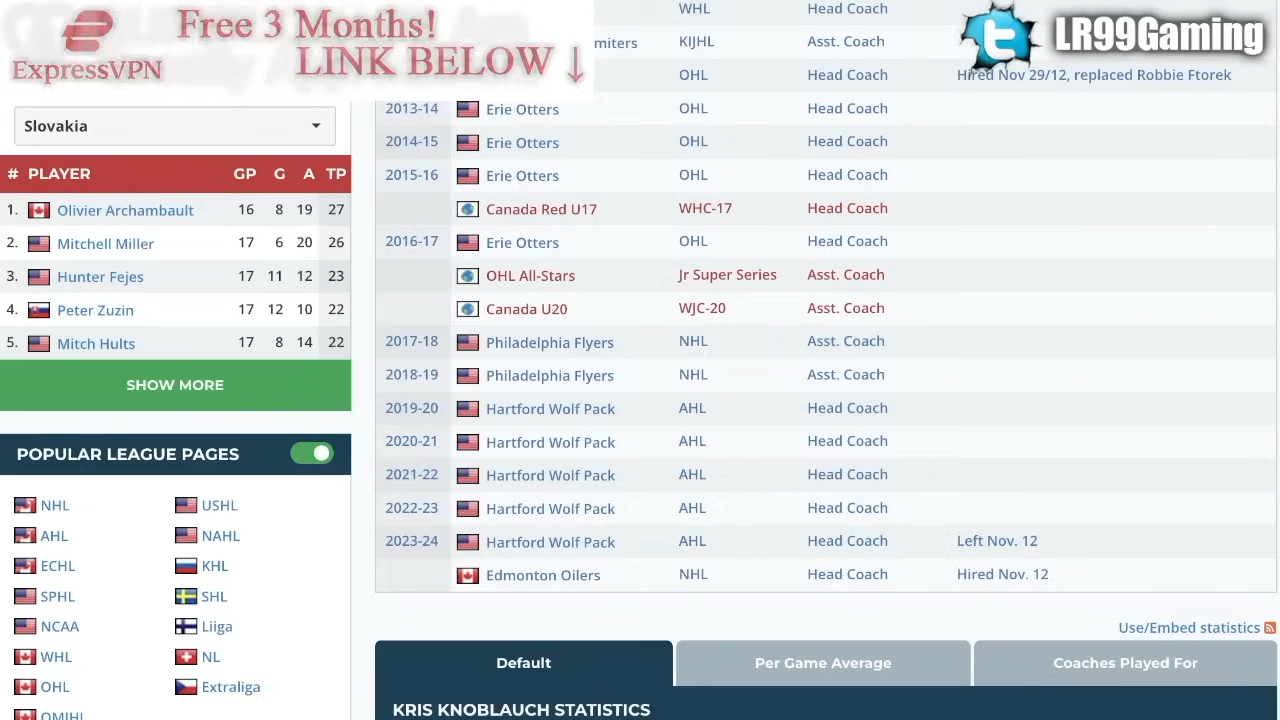 ExpressVPN
Free 3 Months!
LINK BELOW ↓
LR99Gaming
WHL Head Coach
miters KIJHL Asst. Coach
OHL Head Coach Hired Nov 29/12, replaced Robbie Ftorek
2013-14 Erie Otters OHL Head Coach
2014-15 Erie Otters OHL Head Coach
2015-16 Erie Otters OHL Head Coach
Canada Red U17 WHC-17 Head Coach
2016-17 Erie Otters OHL Head Coach
OHL All-Stars Jr Super Series Asst. Coach
Canada U20 WJC-20 Asst. Coach
2017-18 Philadelphia Flyers NHL Asst. Coach
2018-19 Philadelphia Flyers NHL Asst. Coach
2019-20 Hartford Wolf Pack AHL Head Coach
2020-21 Hartford Wolf Pack AHL Head Coach
2021-22 Hartford Wolf Pack AHL Head Coach
2022-23 Hartford Wolf Pack AHL Head Coach
2023-24 Hartford Wolf Pack AHL Head Coach Left Nov. 12
Edmonton Oilers NHL Head Coach Hired Nov. 12
Use/Embed statistics
Default Per Game Average Coaches Played For
KRIS KNOBLAUCH STATISTICS
Slovakia
# PLAYER GP G A TP
1. Olivier Archambault 16 8 19 27
2. Mitchell Miller 17 6 20 26
3. Hunter Fejes 17 11 12 23
4. Peter Zuzin 17 12 10 22
5. Mitch Hults 17 8 14 22
SHOW MORE
POPULAR LEAGUE PAGES
NHL USHL
AHL NAHL
ECHL KHL
SPHL SHL
NCAA Liiga
WHL NL
OHL Extraliga
QMJHL